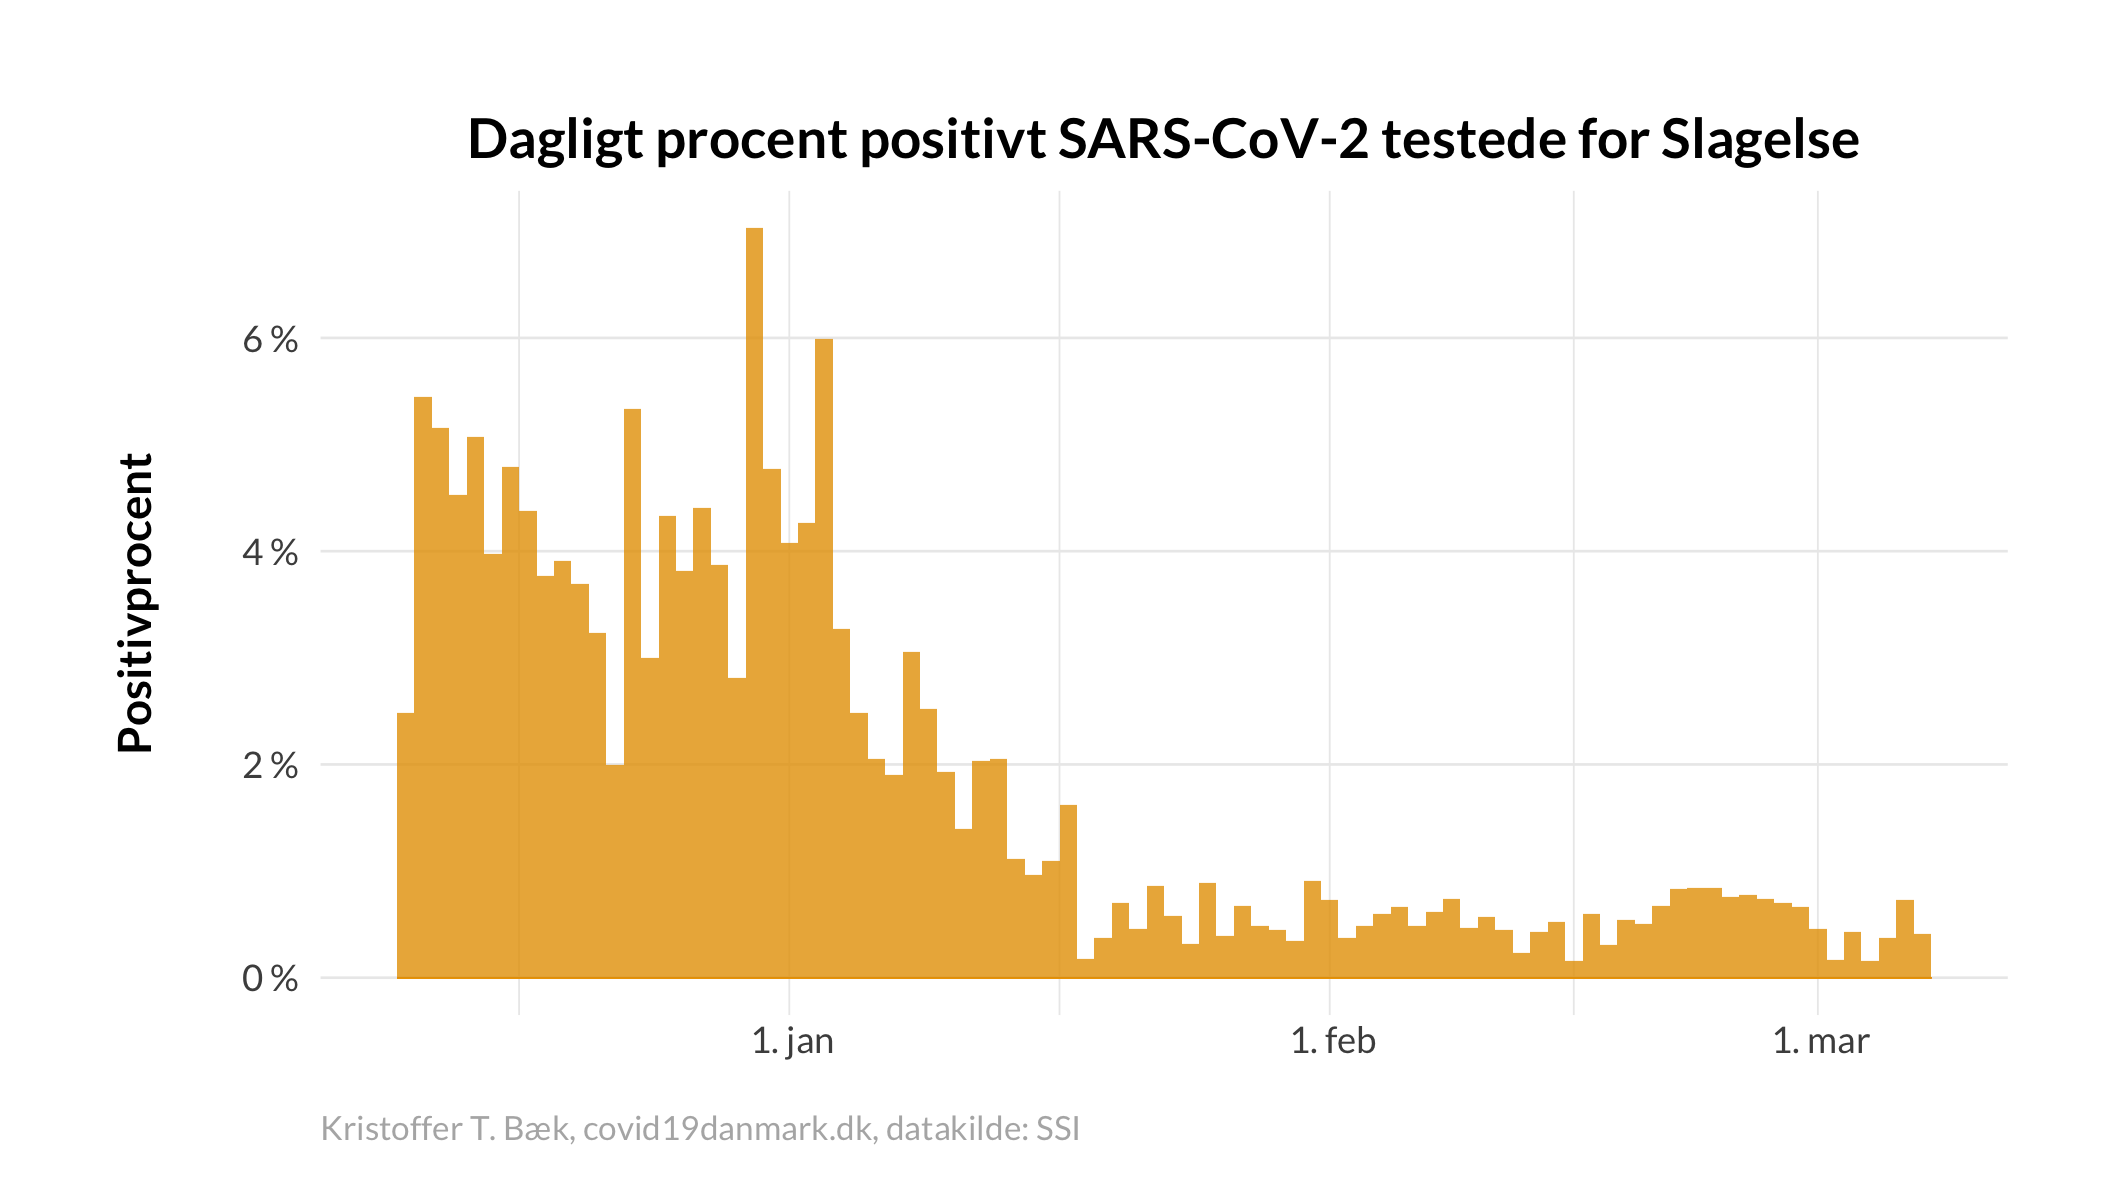 Dagligt procent positivt SARS-CoV-2 testede for Slagelse
Positivprocent
6 %
4 %
2 %
0 %
1. jan
1. feb
1. mar
Kristoffer T. Bæk, covid19danmark.dk, datakilde: SSI